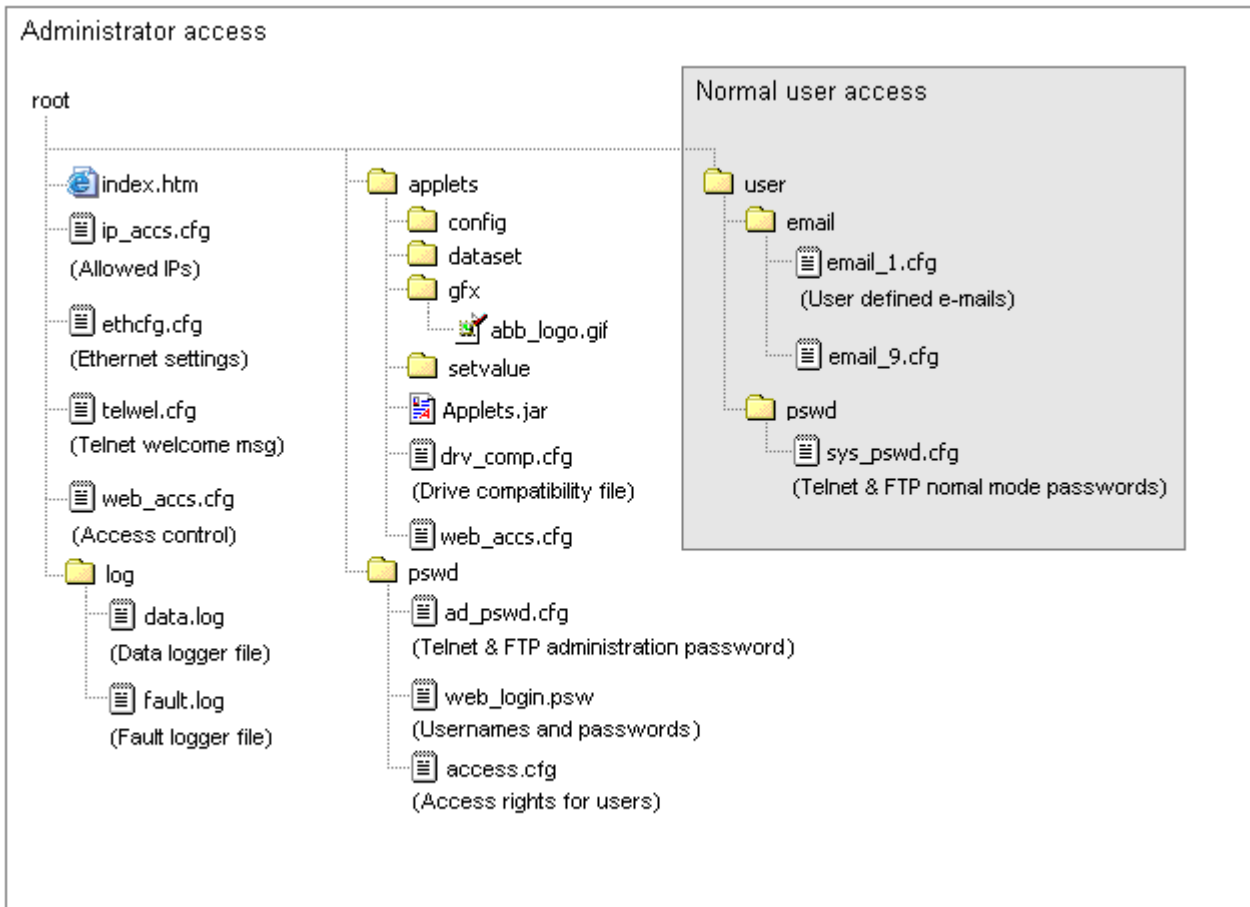 Administrator access
root
index.htm
ip_accs.cfg
(Allowed IPs)
ethcfg.cfg
(Ethernet settings)
telwel.cfg
(Telnet welcome msg)
web_accs.cfg
(Access control)
log
data.log
(Data logger file)
fault.log
(Fault logger file)
applets
config
dataset
gfx
abb_logo.gif
setvalue
Applets.jar
drv_comp.cfg
(Drive compatibility file)
web_accs.cfg
pswd
ad_pswd.cfg
(Telnet & FTP administration password)
web_login.psw
(Usernames and passwords)
access.cfg
(Access rights for users)
Normal user access
user
email
email_1.cfg
(User defined e-mails)
email_9.cfg
pswd
sys_pswd.cfg
(Telnet & FTP nomal mode passwords)